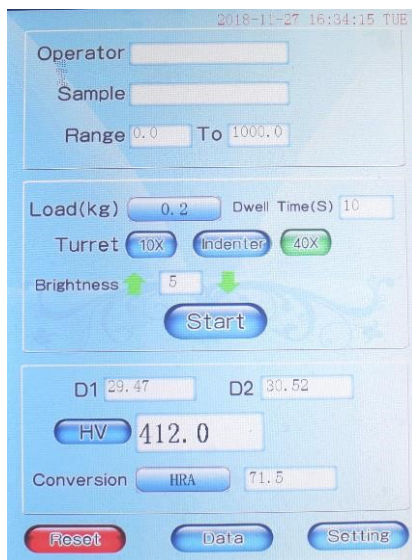 2018-11-27 16:34:15 TUE
Operator
Sample
Range 0.0 To 1000.0
Load(kg) 0.2 Dwell Time(S) 10
Turret 10X Indenter 40X
Brightness 5
Start
D1 29.47 D2 30.52
HV 412.0
Conversion HRA 71.5
Reset Data Setting